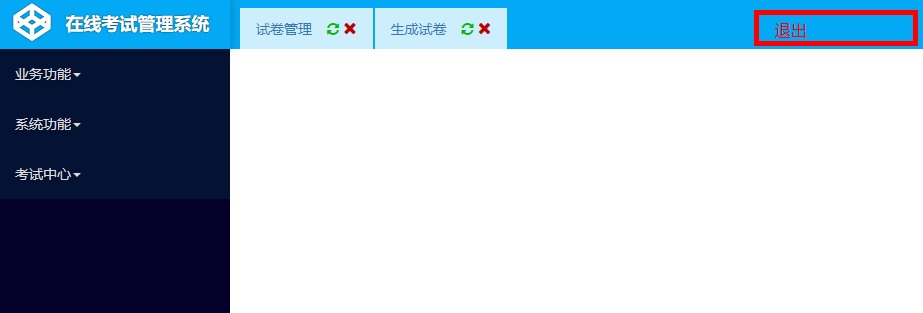 在线考试管理系统
试卷管理
生成试卷
退出
业务功能
系统功能
考试中心